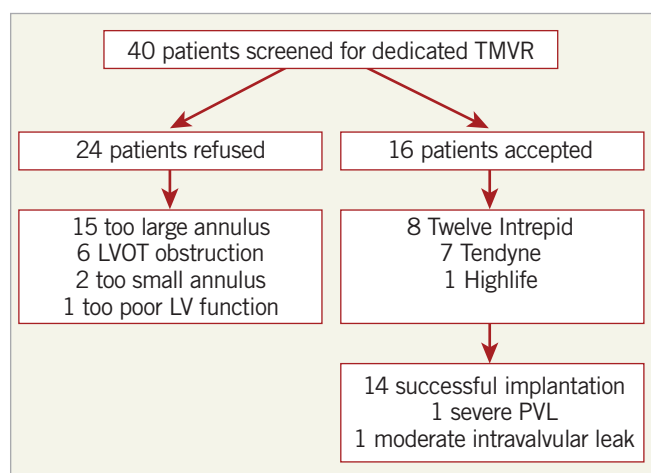 40 patients screened for dedicated TMVR
24 patients refused
16 patients accepted
15 too large annulus
6 LVOT obstruction
2 too small annulus
1 too poor LV function
8 Twelve Intrepid
7 Tendyne
1 Highlife
14 successful implantation
1 severe PVL
1 moderate intravalvular leak